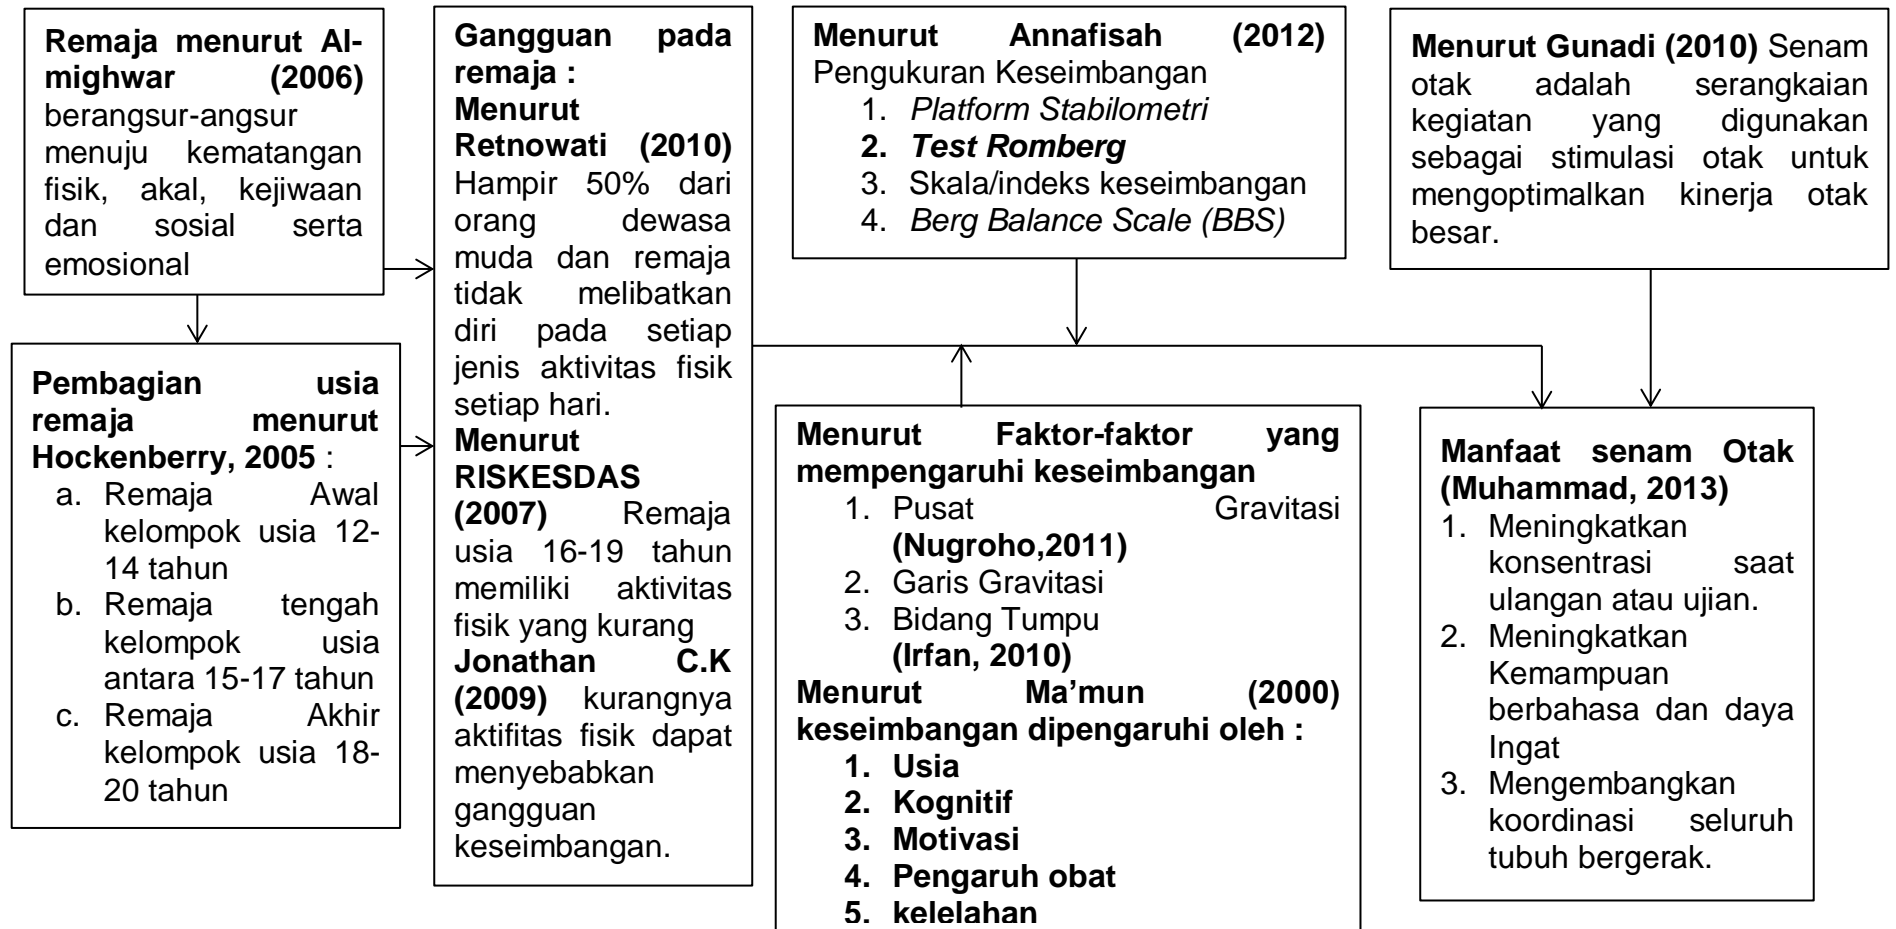 Remaja menurut Al-
mighwar (2006)
berangsur-angsur
menuju kematangan
fisik, akal, kejiwaan
dan sosial serta
emosional
Pembagian usia
remaja menurut
Hockenberry, 2005 :
a. Remaja Awal
kelompok usia 12-
14 tahun
b. Remaja tengah
kelompok usia
antara 15-17 tahun
c. Remaja Akhir
kelompok usia 18-
20 tahun
Gangguan pada
remaja :
Menurut
Retnowati (2010)
Hampir 50% dari
orang dewasa
muda dan remaja
tidak melibatkan
diri pada setiap
jenis aktivitas fisik
setiap hari.
Menurut
RISKESDAS
(2007) Remaja
usia 16-19 tahun
memiliki aktivitas
fisik yang kurang
Jonathan C.K
(2009) kurangnya
aktifitas fisik dapat
menyebabkan
gangguan
keseimbangan.
Menurut Annafisah (2012)
Pengukuran Keseimbangan
1. Platform Stabilometri
2. Test Romberg
3. Skala/indeks keseimbangan
4. Berg Balance Scale (BBS)
Menurut Faktor-faktor yang
mempengaruhi keseimbangan
1. Pusat Gravitasi
(Nugroho,2011)
2. Garis Gravitasi
3. Bidang Tumpu
(Irfan, 2010)
Menurut Ma’mun (2000)
keseimbangan dipengaruhi oleh :
1. Usia
2. Kognitif
3. Motivasi
4. Pengaruh obat
5. kelelahan
Menurut Gunadi (2010) Senam
otak adalah serangkaian
kegiatan yang digunakan
sebagai stimulasi otak untuk
mengoptimalkan kinerja otak
besar.
Manfaat senam Otak
(Muhammad, 2013)
1. Meningkatkan
konsentrasi saat
ulangan atau ujian.
2. Meningkatkan
Kemampuan
berbahasa dan daya
Ingat
3. Mengembangkan
koordinasi seluruh
tubuh bergerak.